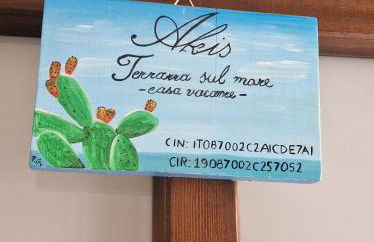 Akis
Terrazza sul mare
- casa vacanze -
CIN: IT087002C2AICDE7AI
CIR: 19087002C257052